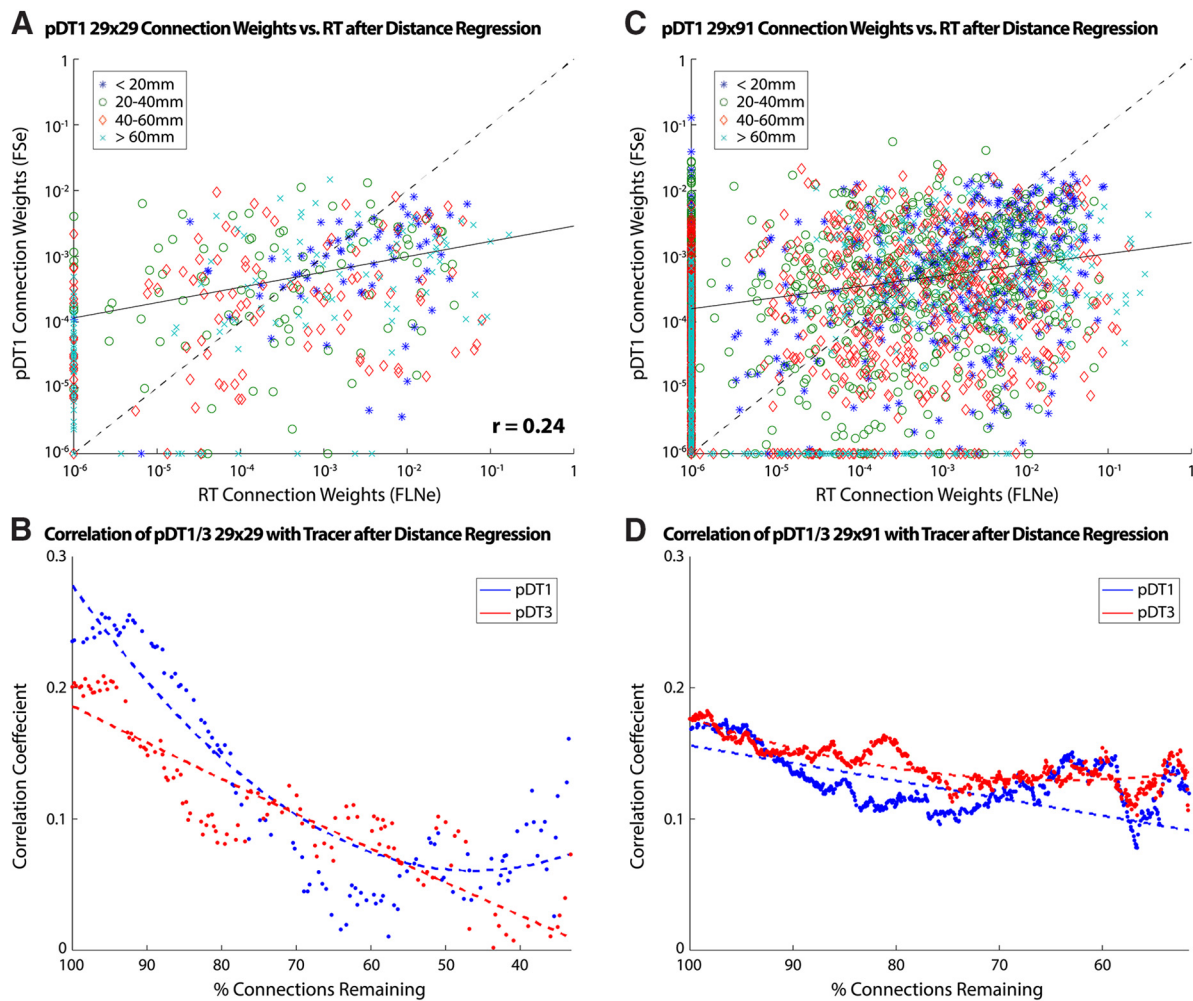 A pDT1 29x29 Connection Weights vs. RT after Distance Regression
1
10-1
10-2
10-3
10-4
10-5
10-6
pDT1 Connection Weights (FSe)
< 20mm
20-40mm
40-60mm
> 60mm
r = 0.24
10-6
10-5
10-4
10-3
10-2
10-1
1
RT Connection Weights (FLNe)
B Correlation of pDT1/3 29x29 with Tracer after Distance Regression
0.3
0.2
0.1
0
Correlation Coeffecient
pDT1
pDT3
100 90 80 70 60 50 40
% Connections Remaining
C pDT1 29x91 Connection Weights vs. RT after Distance Regression
1
10-1
10-2
10-3
10-4
10-5
10-6
pDT1 Connection Weights (FSe)
< 20mm
20-40mm
40-60mm
> 60mm
10-6
10-5
10-4
10-3
10-2
10-1
1
RT Connection Weights (FLNe)
D Correlation of pDT1/3 29x91 with Tracer after Distance Regression
0.3
0.2
0.1
0
Correlation Coeffecient
pDT1
pDT3
100 90 80 70 60
% Connections Remaining